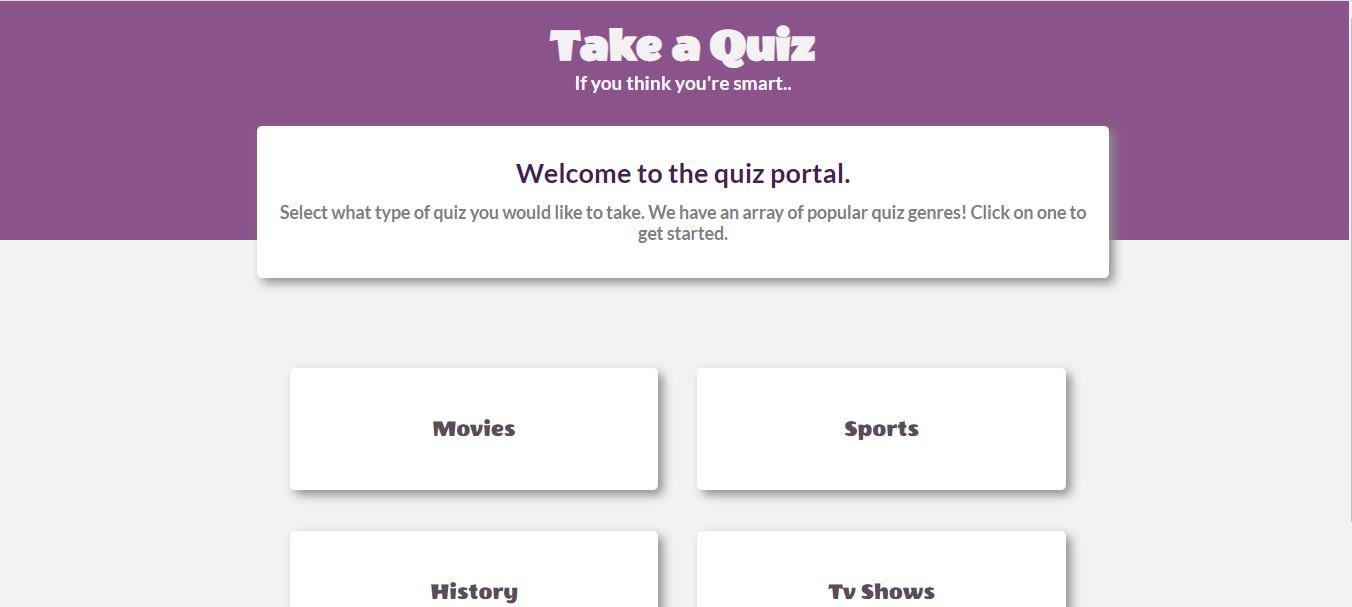 Take a Quiz
If you think you're smart..
Welcome to the quiz portal.
Select what type of quiz you would like to take. We have an array of popular quiz genres! Click on one to
get started.
Movies
Sports
History
Tv Shows